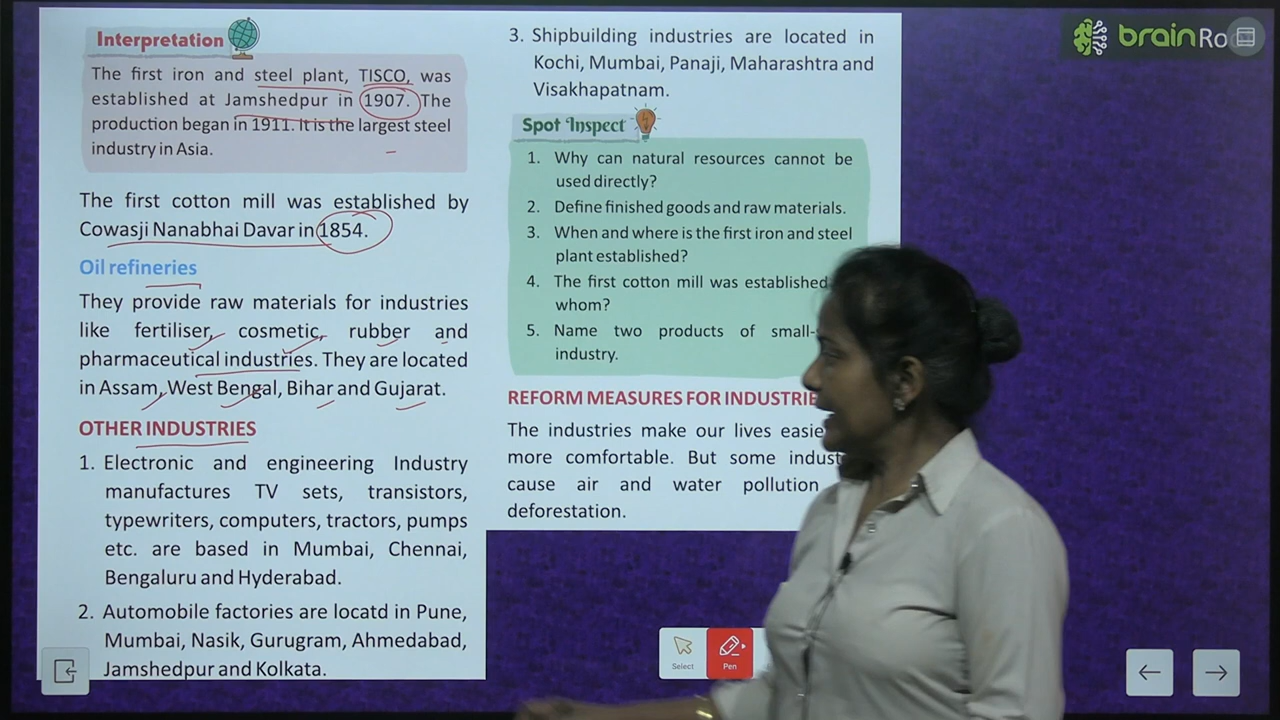 Interpretation
The first iron and steel plant, TISCO, was
established at Jamshedpur in 1907. The
production began in 1911. It is the largest steel
industry in Asia.
The first cotton mill was established by
Cowasji Nanabhai Davar in 1854.
Oil refineries
They provide raw materials for industries
like fertiliser, cosmetic, rubber and
pharmaceutical industries. They are located
in Assam, West Bengal, Bihar and Gujarat.
OTHER INDUSTRIES
1. Electronic and engineering Industry
manufactures TV sets, transistors,
typewriters, computers, tractors, pumps
etc. are based in Mumbai, Chennai,
Bengaluru and Hyderabad.
2. Automobile factories are locatd in Pune,
Mumbai, Nasik, Gurugram, Ahmedabad,
Jamshedpur and Kolkata.
3. Shipbuilding industries are located in
Kochi, Mumbai, Panaji, Maharashtra and
Visakhapatnam.
Spot Inspect
1. Why can natural resources cannot be
used directly?
2. Define finished goods and raw materials.
3. When and where is the first iron and steel
plant established?
4. The first cotton mill was established
whom?
5. Name two products of small-
industry.
REFORM MEASURES FOR INDUSTRIE
The industries make our lives easie
more comfortable. But some indust
cause air and water pollution
deforestation.
Select
Pen
brain Ro